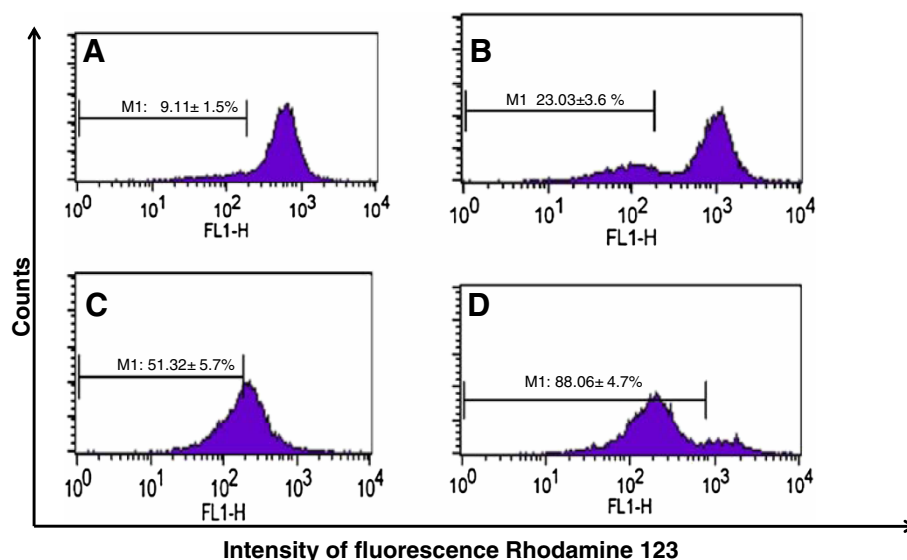 A
M1: 9.11± 1.5%
10^0 10^1 10^2 10^3 10^4
FL1-H
B
M1 23.03±3.6 %
10^0 10^1 10^2 10^3 10^4
FL1-H
C
M1: 51.32± 5.7%
10^0 10^1 10^2 10^3 10^4
FL1-H
D
M1: 88.06± 4.7%
10^0 10^1 10^2 10^3 10^4
FL1-H
Counts
Intensity of fluorescence Rhodamine 123